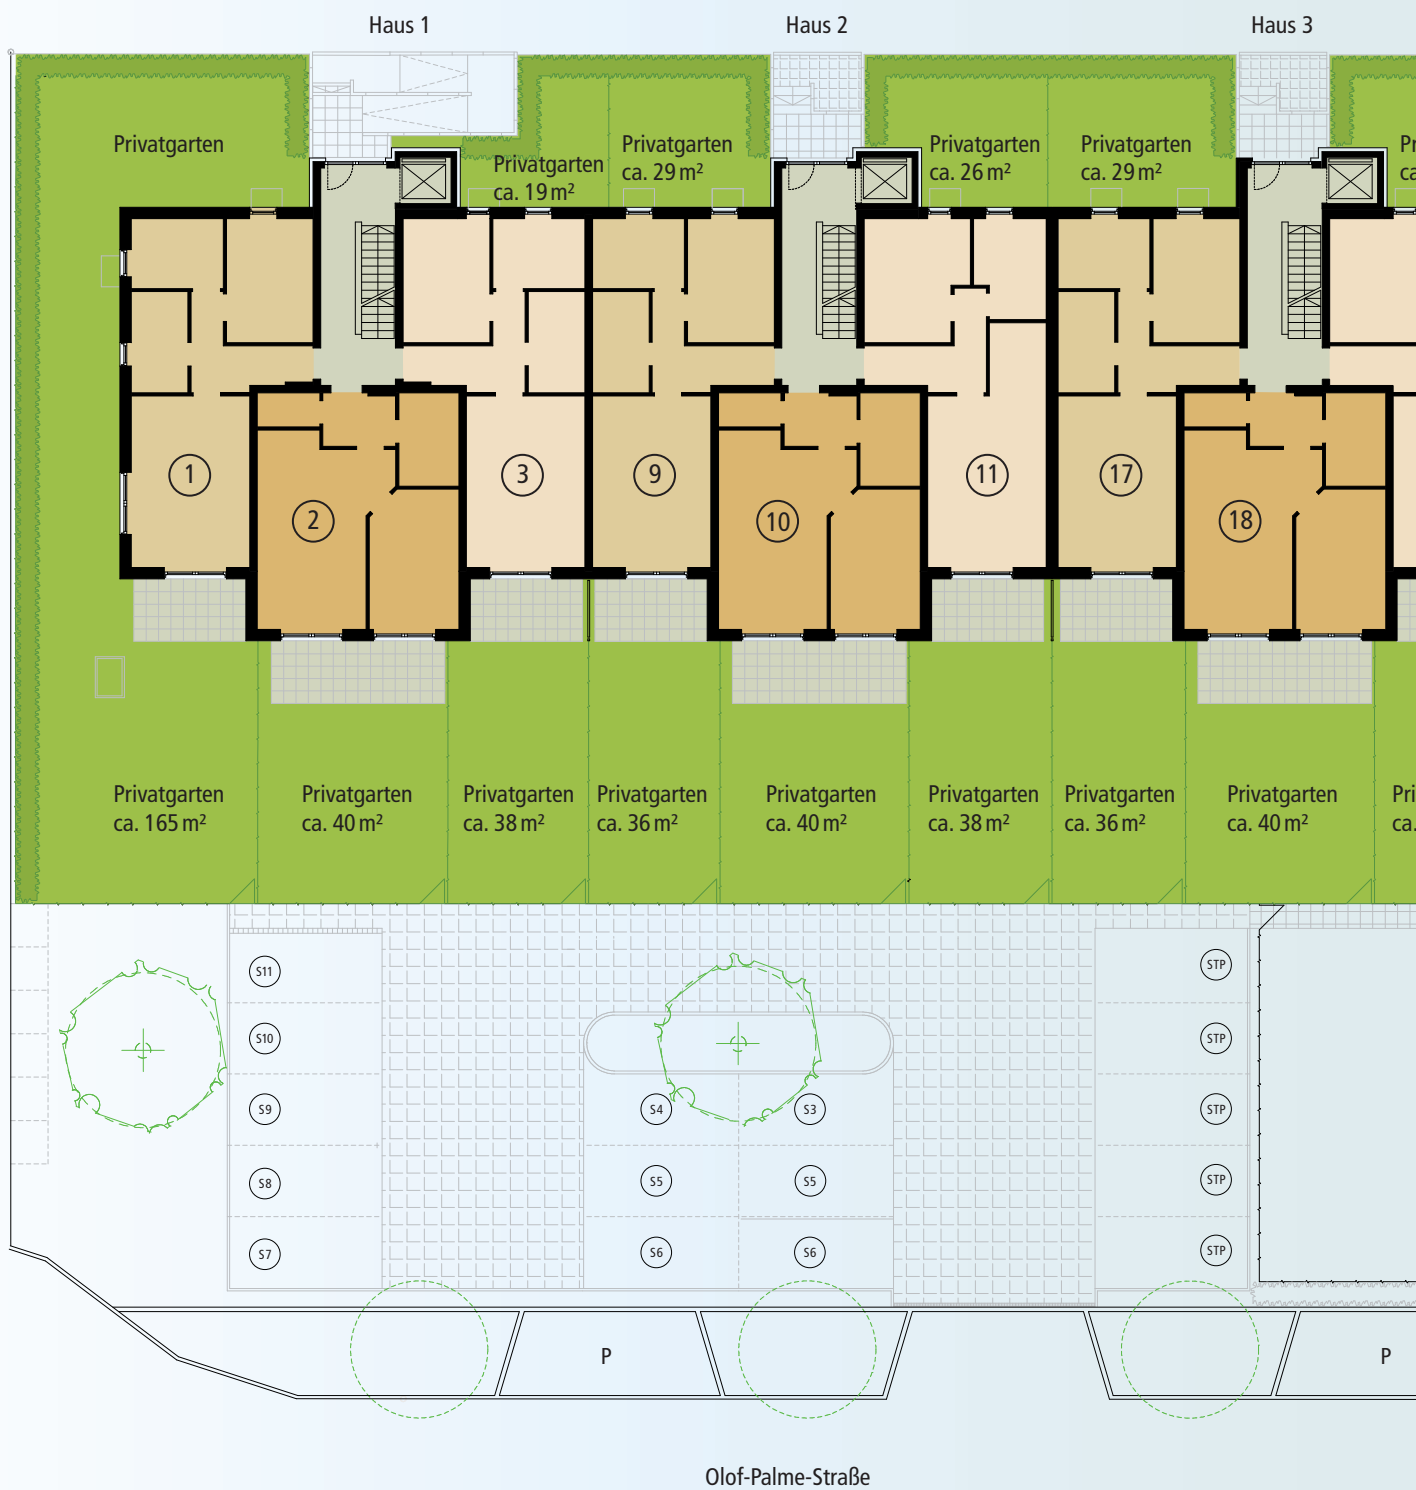 Haus 1
Haus 2
Haus 3
Privatgarten
Privatgarten
ca. 19 m²
Privatgarten
ca. 29 m²
Privatgarten
ca. 26 m²
Privatgarten
ca. 29 m²
1
2
3
9
10
11
17
18
Privatgarten
ca. 165 m²
Privatgarten
ca. 40 m²
Privatgarten
ca. 38 m²
Privatgarten
ca. 36 m²
Privatgarten
ca. 40 m²
Privatgarten
ca. 38 m²
Privatgarten
ca. 36 m²
Privatgarten
ca. 40 m²
Pri
ca.
S11
S10
S9
S8
S7
S4
S3
S5
S5
S6
S6
STP
STP
STP
STP
STP
P
P
Olof-Palme-Straße